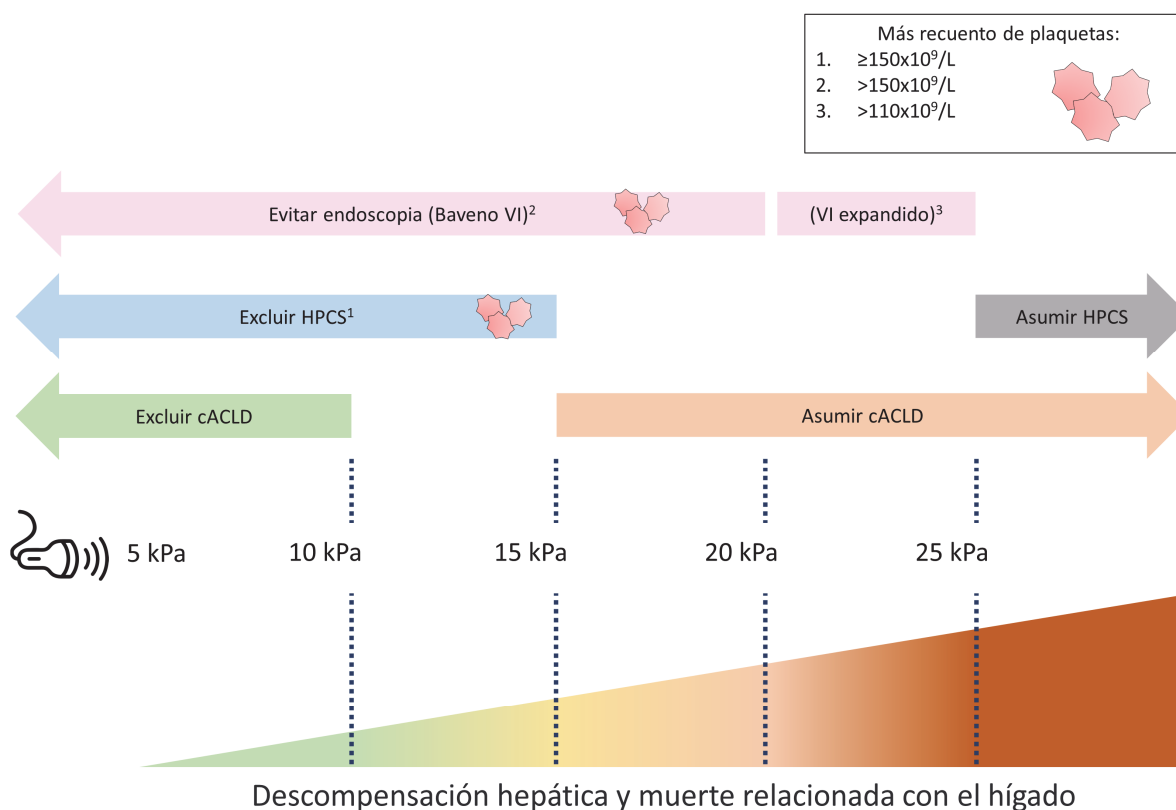 Más recuento de plaquetas:
1. ≥150x10⁹/L
2. >150x10⁹/L
3. >110x10⁹/L
Evitar endoscopia (Baveno VI)²
(VI expandido)³
Excluir HPCS¹
Asumir HPCS
Excluir cACLD
Asumir cACLD
5 kPa
10 kPa
15 kPa
20 kPa
25 kPa
Descompensación hepática y muerte relacionada con el hígado